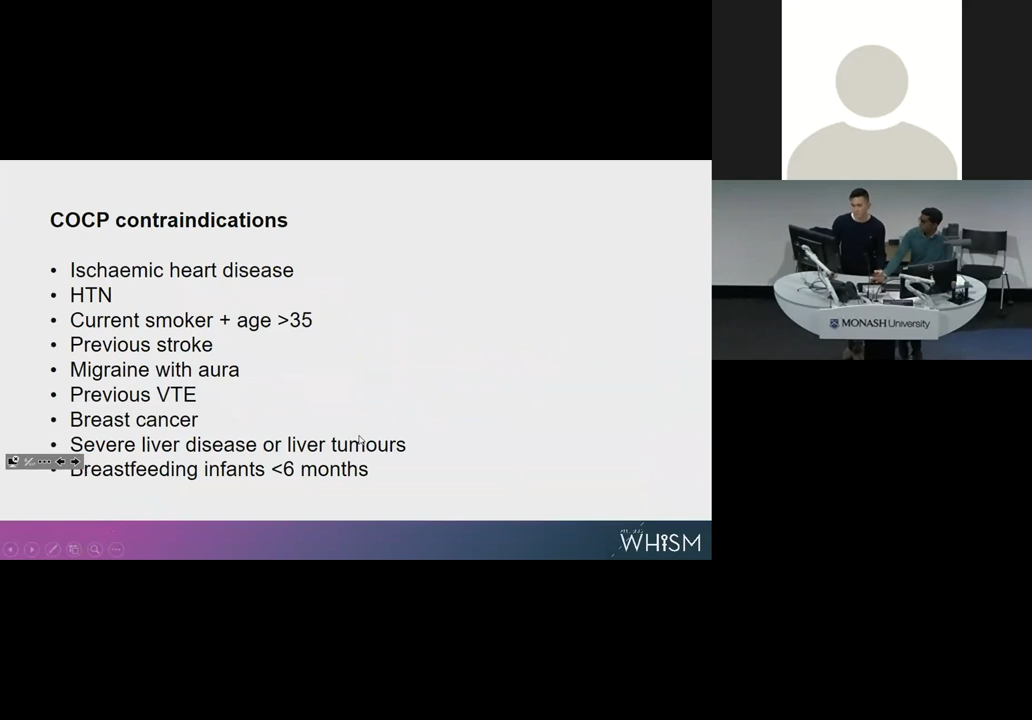 COCP contraindications
• Ischaemic heart disease
• HTN
• Current smoker + age >35
• Previous stroke
• Migraine with aura
• Previous VTE
• Breast cancer
• Severe liver disease or liver tumours
• Breastfeeding infants <6 months
WHISM
MONASH University